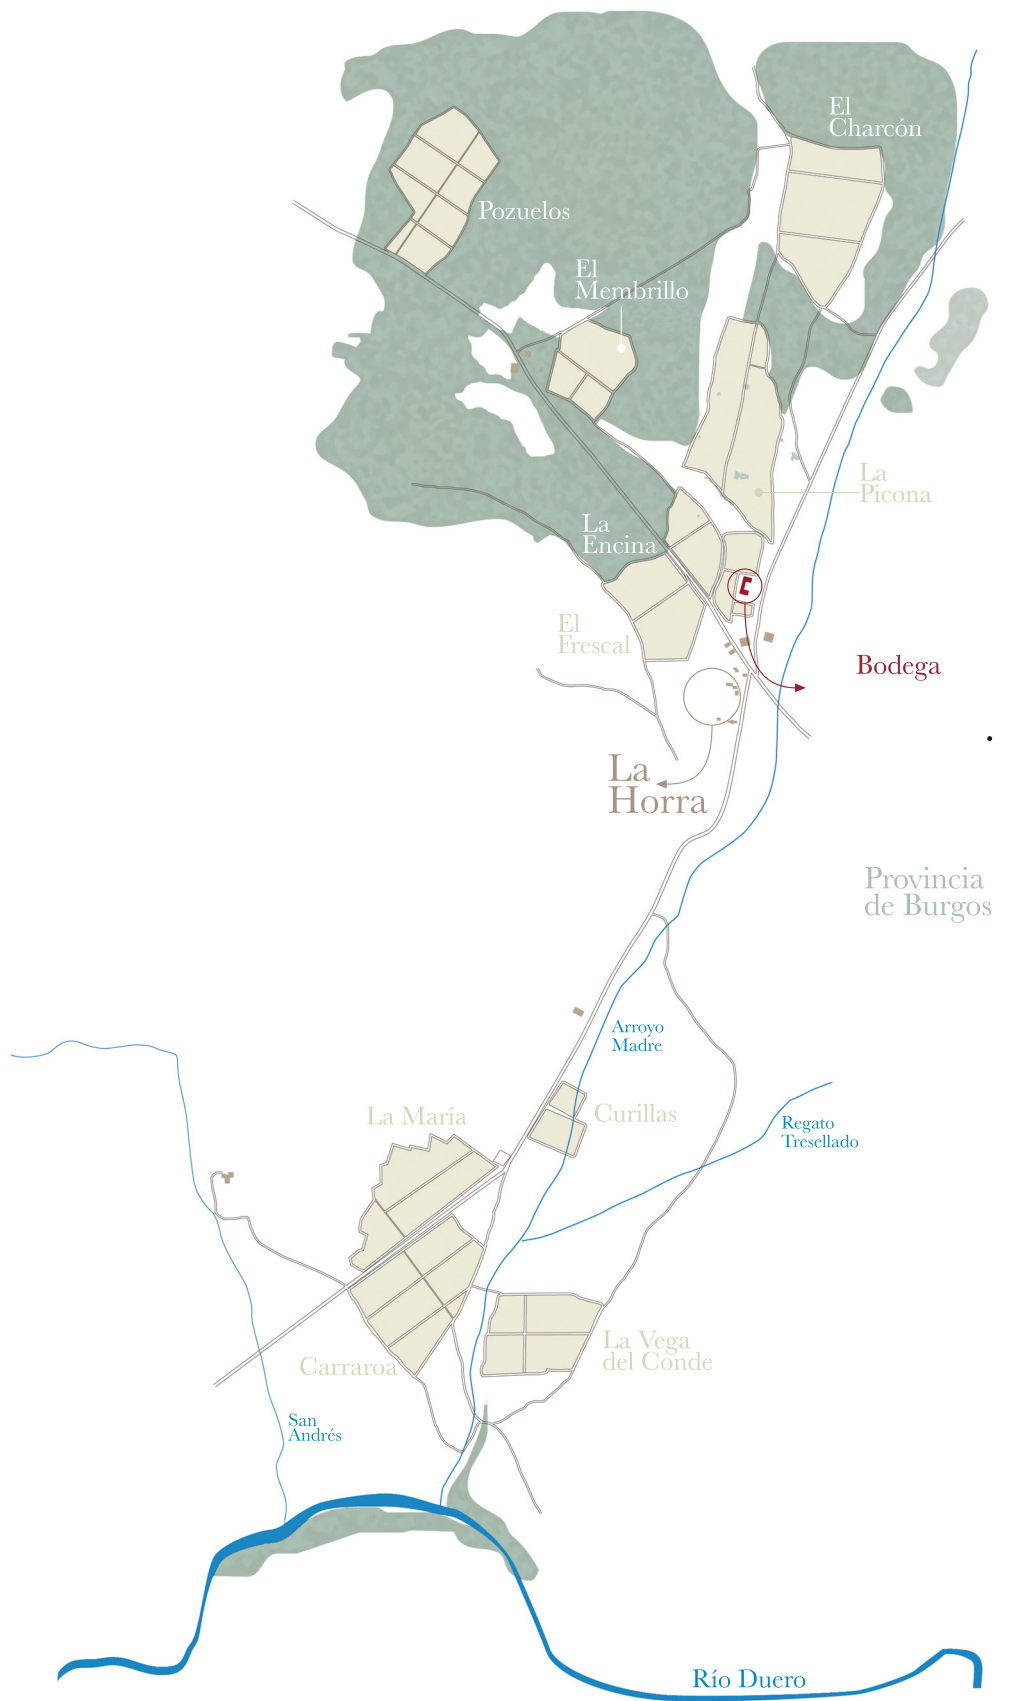 El
Charcón
Pozuelos
El
Membrillo
La
Picona
La
Encina
El
Frescal
Bodega
La
Horra
Provincia
de Burgos
Arroyo
Madre
La María
Curillas
Regato
Tresellado
La Vega
del Conde
Carraroa
San
Andrés
Río Duero